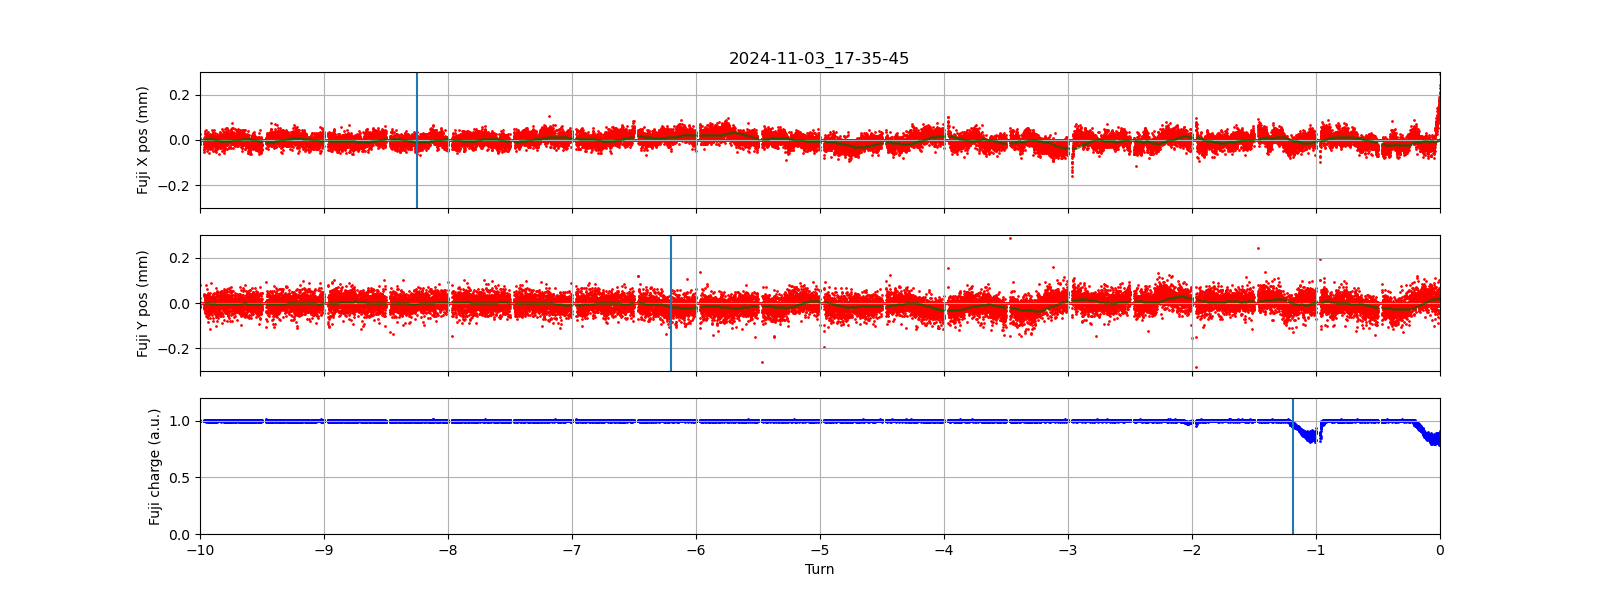 2024-11-03_17-35-45
Fuji X pos (mm)
0.2
0.0
−0.2
Fuji Y pos (mm)
0.2
0.0
−0.2
Fuji charge (a.u.)
1.0
0.5
0.0
−10 −9 −8 −7 −6 −5 −4 −3 −2 −1 0
Turn